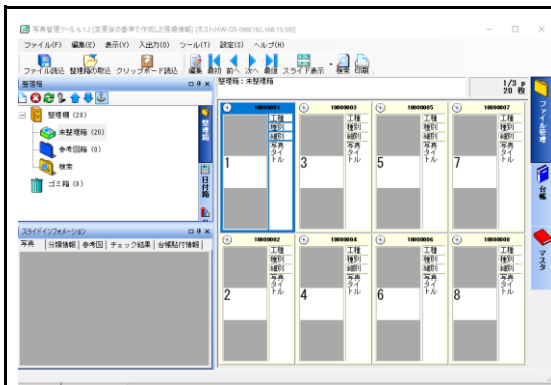 写真管理ツール 6.1.2 [変更後の基準で作成した現場情報] (ホスト:HW-GS-098(192.168.15.59))
ファイル(F) 編集(E) 表示(V) 入出力(O) ツール(T) 設定(S) ヘルプ(H)
ファイル読込 整理箱の取込 クリップボード読込 編集 最初 前へ 次へ 最後 スライド表示 検索 印刷
整理箱
整理箱：未整理箱
1/3 P
20 枚
整理棚 (20)
未整理箱 (20)
参考図箱 (0)
検索
ゴミ箱 (0)
整理箱
日付箱
スライドインフォメーション
写真 分類情報 参考図 チェック結果 台帳貼付情報
10000001
工種
種別
細別
写真タイトル
1
10000003
工種
種別
細別
写真タイトル
3
10000005
工種
種別
細別
写真タイトル
5
10000007
工種
種別
細別
写真タイトル
7
10000002
工種
種別
細別
写真タイトル
2
10000004
工種
種別
細別
写真タイトル
4
10000006
工種
種別
細別
写真タイトル
6
10000008
工種
種別
細別
写真タイトル
8
ファイル管理
台帳
マスタ